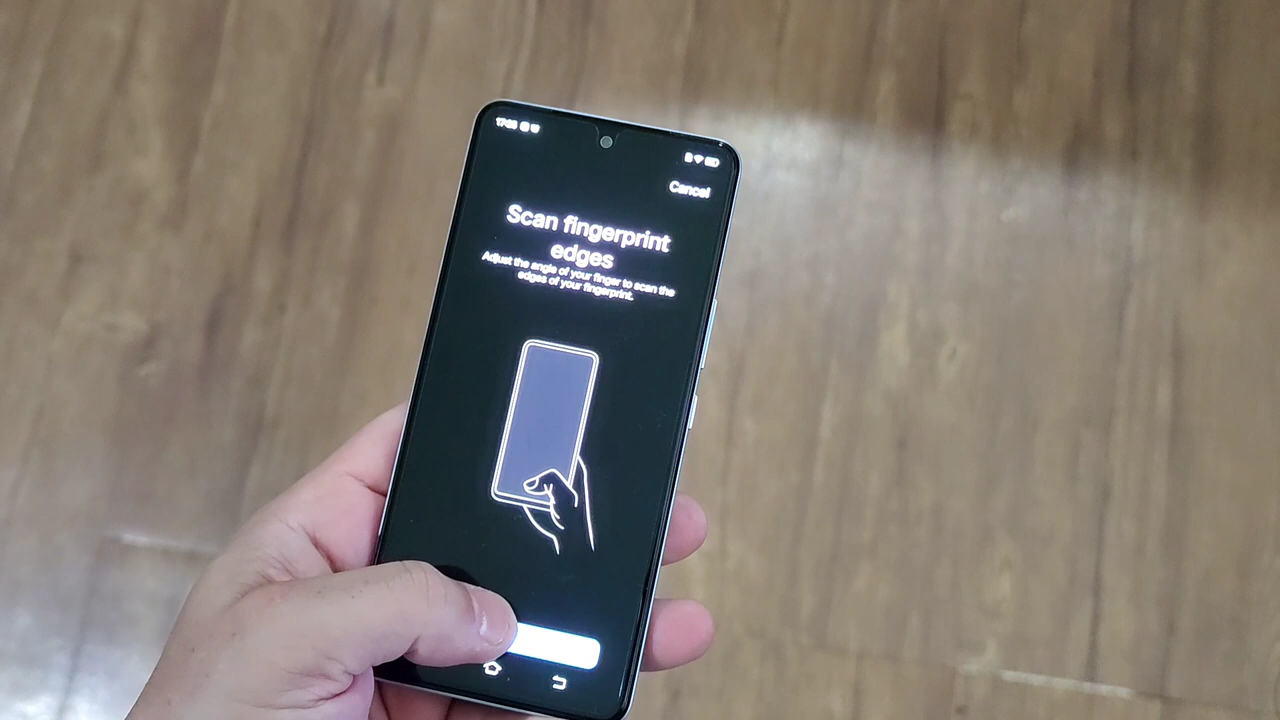 Cancel
Scan fingerprint
edges
Adjust the angle of your finger to scan the
edges of your fingerprint.